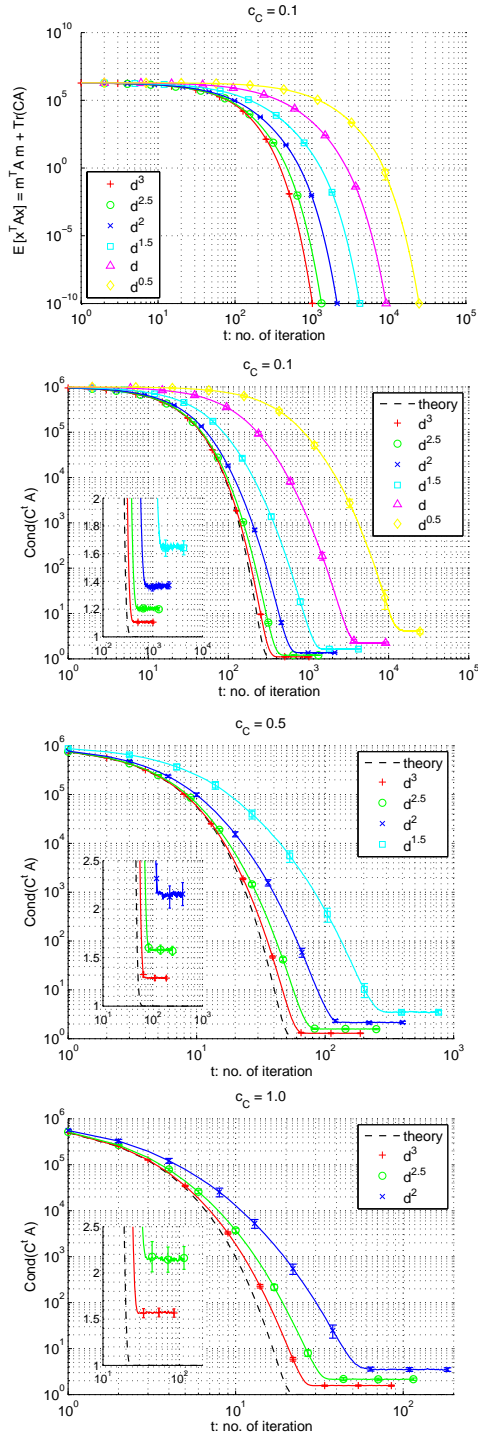 c_C = 0.1
E [x^T Ax] = m^T A m + Tr(CA)
10^10
10^5
10^0
10^−5
10^−10
d^3
d^2.5
d^2
d^1.5
d
d^0.5
10^0 10^1 10^2 10^3 10^4 10^5
t: no. of iteration
c_C = 0.1
Cond(C^t A)
10^6
10^5
10^4
10^3
10^2
10^1
10^0
theory
d^3
d^2.5
d^2
d^1.5
d
d^0.5
2
1.8
1.6
1.4
1.2
1
10^2 10^3 10^4
10^0 10^1 10^2 10^3 10^4 10^5
t: no. of iteration
c_C = 0.5
Cond(C^t A)
10^6
10^5
10^4
10^3
10^2
10^1
10^0
theory
d^3
d^2.5
d^2
d^1.5
2.5
2
1.5
1
10^1 10^2 10^3
10^0 10^1 10^2 10^3
t: no. of iteration
c_C = 1.0
Cond(C^t A)
10^6
10^5
10^4
10^3
10^2
10^1
10^0
theory
d^3
d^2.5
d^2
2.5
2
1.5
1
10^1 10^2
10^0 10^1 10^2
t: no. of iteration